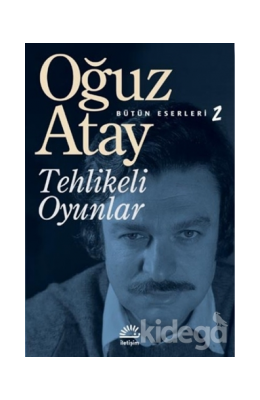 Oğuz
BÜTÜN ESERLERİ 2
Atay
Tehlikeli
Oyunlar
kidega
iletişim